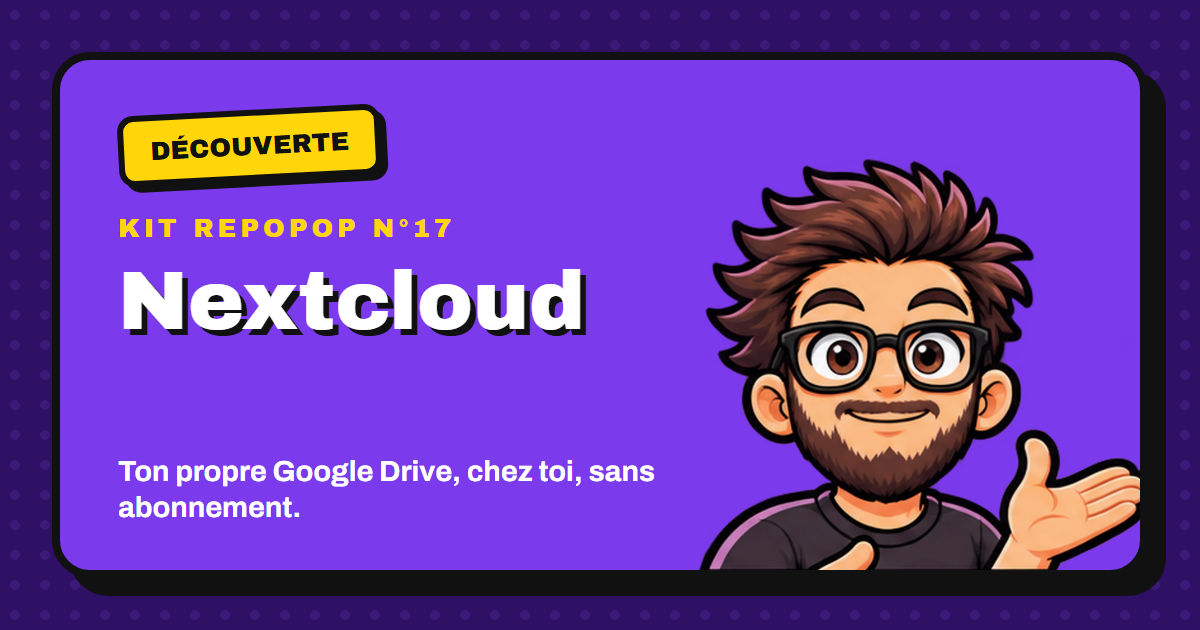 DÉCOUVERTE
KIT REPOPOP N°17
Nextcloud
Ton propre Google Drive, chez toi, sans
abonnement.